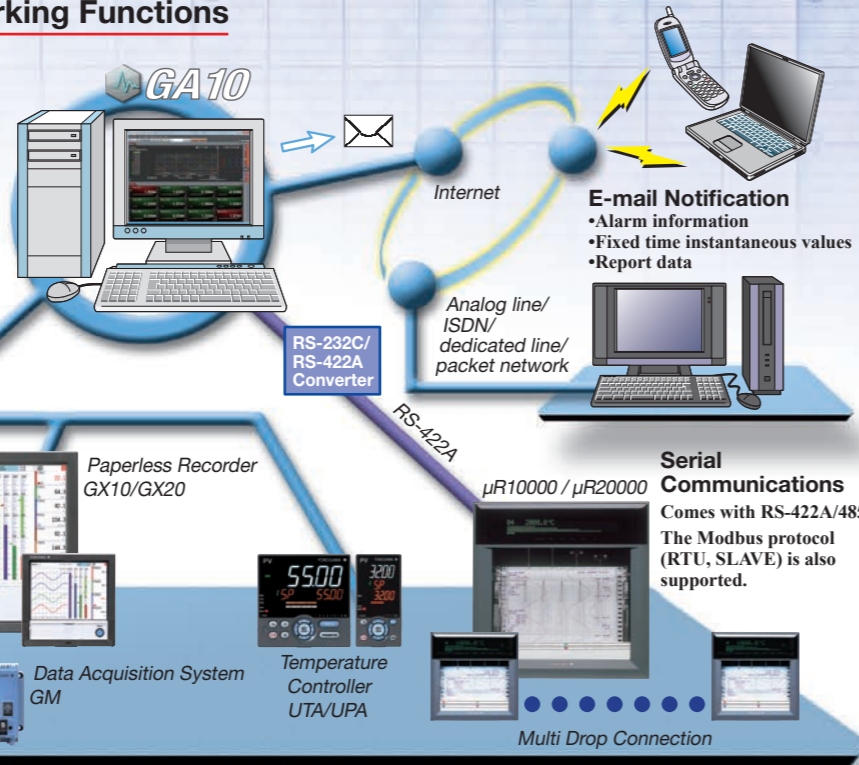 rking Functions
GA10
Internet
E-mail Notification
•Alarm information
•Fixed time instantaneous values
•Report data
Analog line/
ISDN/
dedicated line/
packet network
RS-232C/
RS-422A
Converter
RS-422A
Paperless Recorder
GX10/GX20
µR10000 / µR20000
Serial
Communications
Comes with RS-422A/485
The Modbus protocol
(RTU, SLAVE) is also
supported.
PV
55.00
SP 55.00
PV
3200
SP
3200
Data Acquisition System
GM
Temperature
Controller
UTA/UPA
Multi Drop Connection